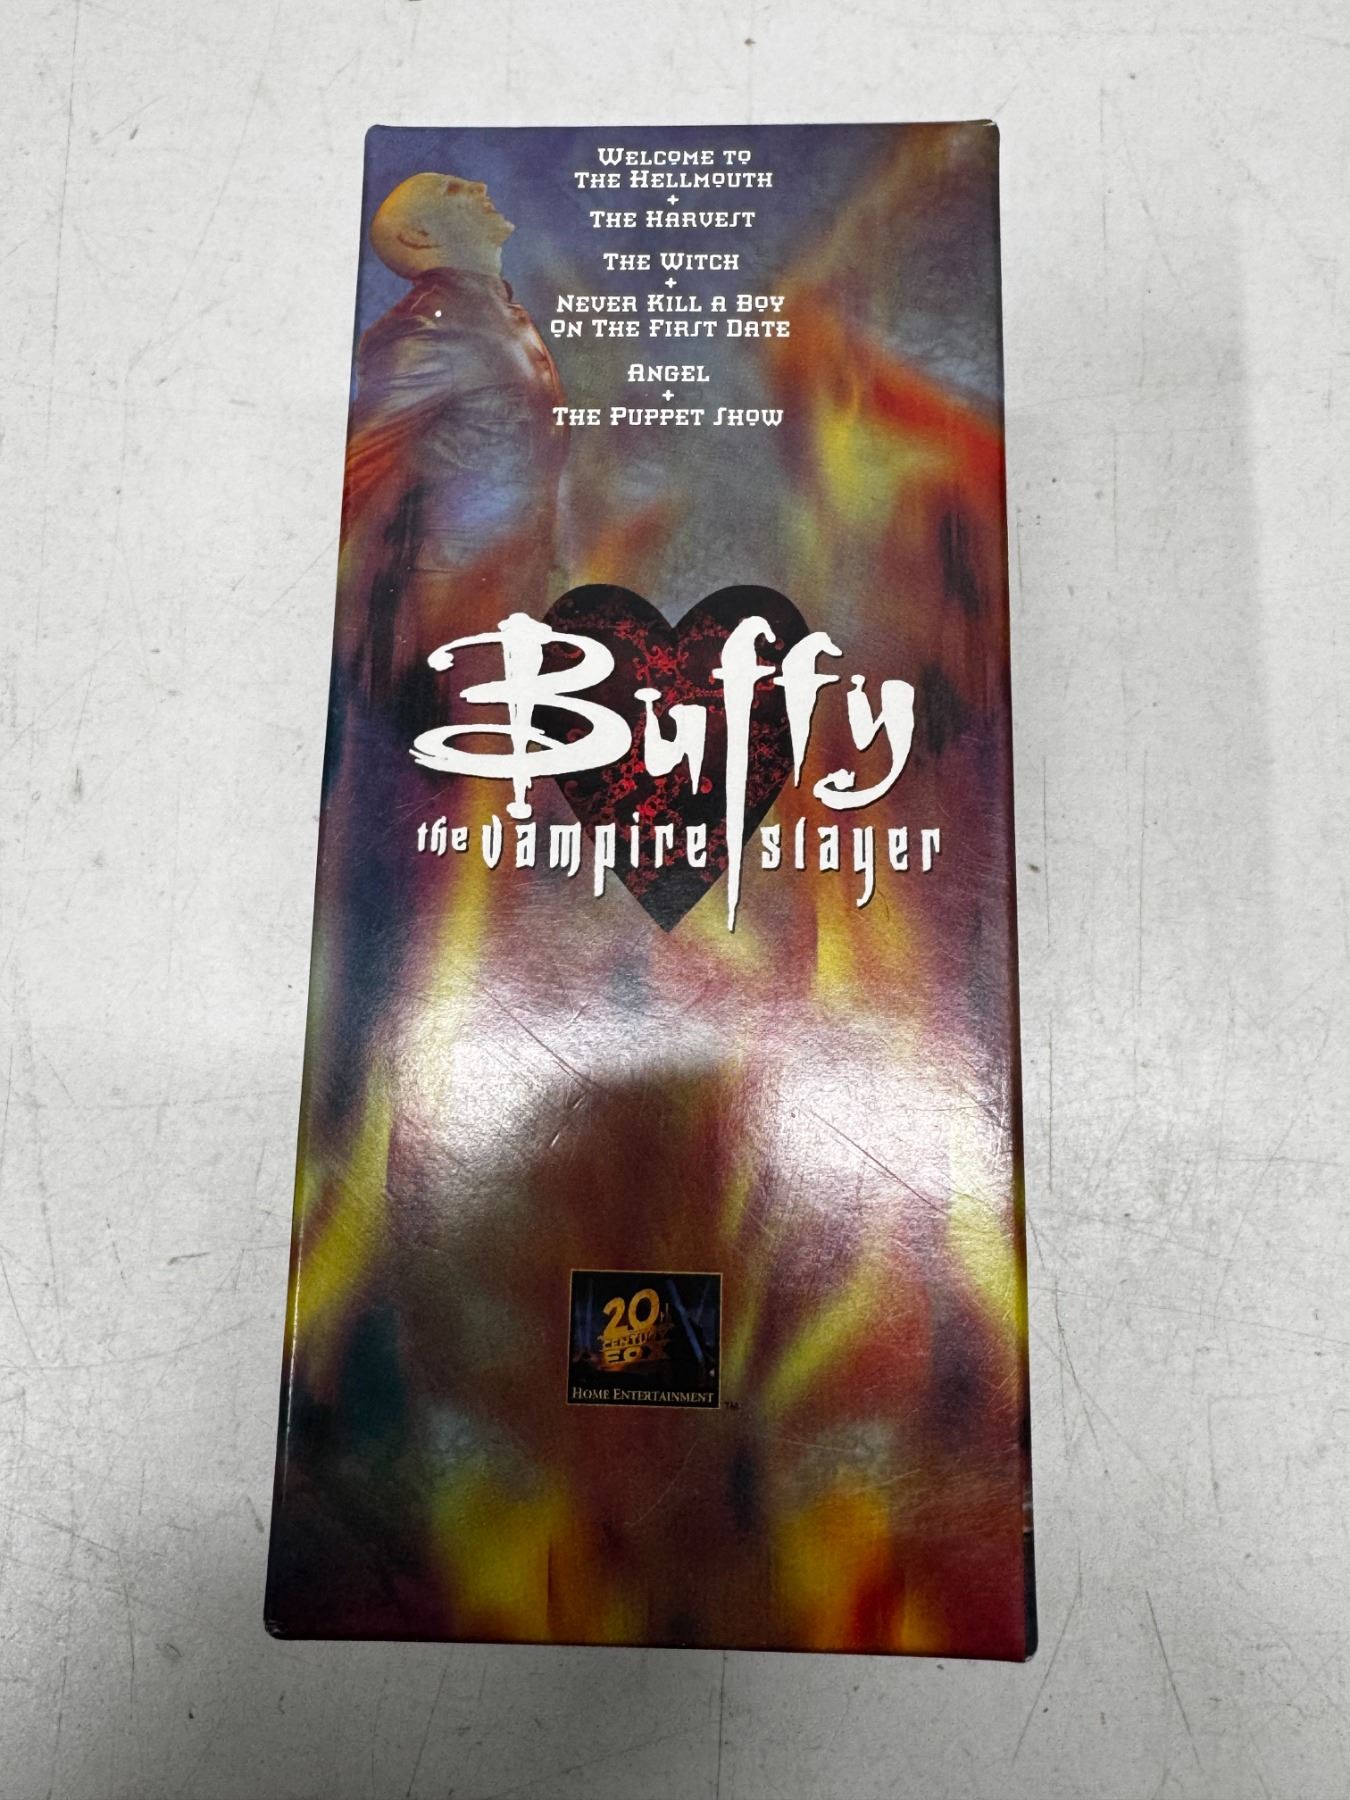 Welcome to
The Hellmouth
+
The Harvest
The Witch
+
Never Kill a Boy
On The First Date
Angel
+
The Puppet Show
Buffy
the vampire slayer
20th
CENTURY
FOX
HOME ENTERTAINMENT
TM